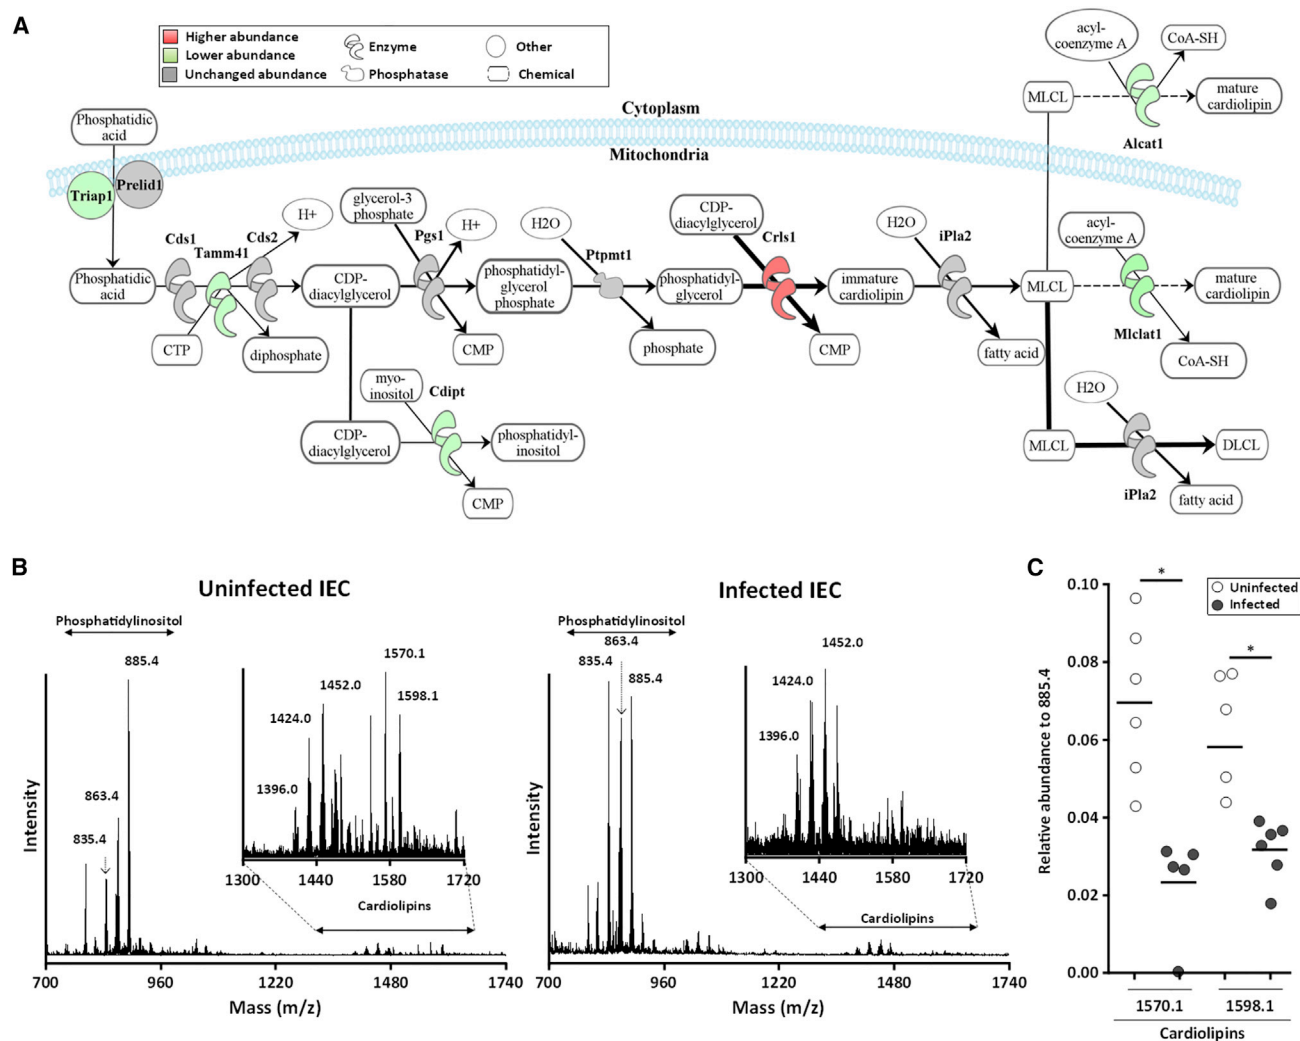 A
Higher abundance
Lower abundance
Unchanged abundance
Enzyme
Phosphatase
Other
Chemical
Cytoplasm
Mitochondria
Phosphatidic
acid
Triap1
Prelid1
Phosphatidic
acid
Cds1
Tamm41
Cds2
H+
CTP
diphosphate
CDP-
diacylglycerol
glycerol-3
phosphate
Pgs1
H+
CMP
phosphatidyl-
glycerol
phosphate
H2O
Ptpmt1
phosphate
phosphatidyl-
glycerol
CDP-
diacylglycerol
Crls1
CMP
immature
cardiolipin
H2O
iPla2
fatty acid
MLCL
MLCL
acyl-
coenzyme A
CoA-SH
Alcat1
mature
cardiolipin
acyl-
coenzyme A
Mlclat1
CoA-SH
mature
cardiolipin
MLCL
H2O
iPla2
fatty acid
DLCL
CDP-
diacylglycerol
myo-
inositol
Cdipt
CMP
phosphatidyl-
inositol
B
Uninfected IEC
Phosphatidylinositol
885.4
863.4
835.4
1570.1
1452.0
1598.1
1424.0
1396.0
1300 1440 1580 1720
Cardiolipins
Intensity
700 960 1220 1480 1740
Mass (m/z)
Infected IEC
Phosphatidylinositol
863.4
835.4
885.4
1452.0
1424.0
1396.0
1300 1440 1580 1720
Cardiolipins
Intensity
700 960 1220 1480 1740
Mass (m/z)
C
Uninfected
Infected
*
*
Relative abundance to 885.4
0.10
0.08
0.06
0.04
0.02
0.00
1570.1 1598.1
Cardiolipins